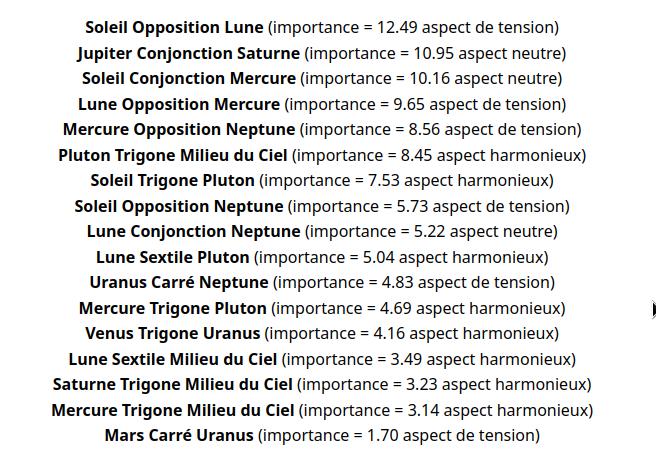 Soleil Opposition Lune (importance = 12.49 aspect de tension)
Jupiter Conjonction Saturne (importance = 10.95 aspect neutre)
Soleil Conjonction Mercure (importance = 10.16 aspect neutre)
Lune Opposition Mercure (importance = 9.65 aspect de tension)
Mercure Opposition Neptune (importance = 8.56 aspect de tension)
Pluton Trigone Milieu du Ciel (importance = 8.45 aspect harmonieux)
Soleil Trigone Pluton (importance = 7.53 aspect harmonieux)
Soleil Opposition Neptune (importance = 5.73 aspect de tension)
Lune Conjonction Neptune (importance = 5.22 aspect neutre)
Lune Sextile Pluton (importance = 5.04 aspect harmonieux)
Uranus Carré Neptune (importance = 4.83 aspect de tension)
Mercure Trigone Pluton (importance = 4.69 aspect harmonieux)
Venus Trigone Uranus (importance = 4.16 aspect harmonieux)
Lune Sextile Milieu du Ciel (importance = 3.49 aspect harmonieux)
Saturne Trigone Milieu du Ciel (importance = 3.23 aspect harmonieux)
Mercure Trigone Milieu du Ciel (importance = 3.14 aspect harmonieux)
Mars Carré Uranus (importance = 1.70 aspect de tension)